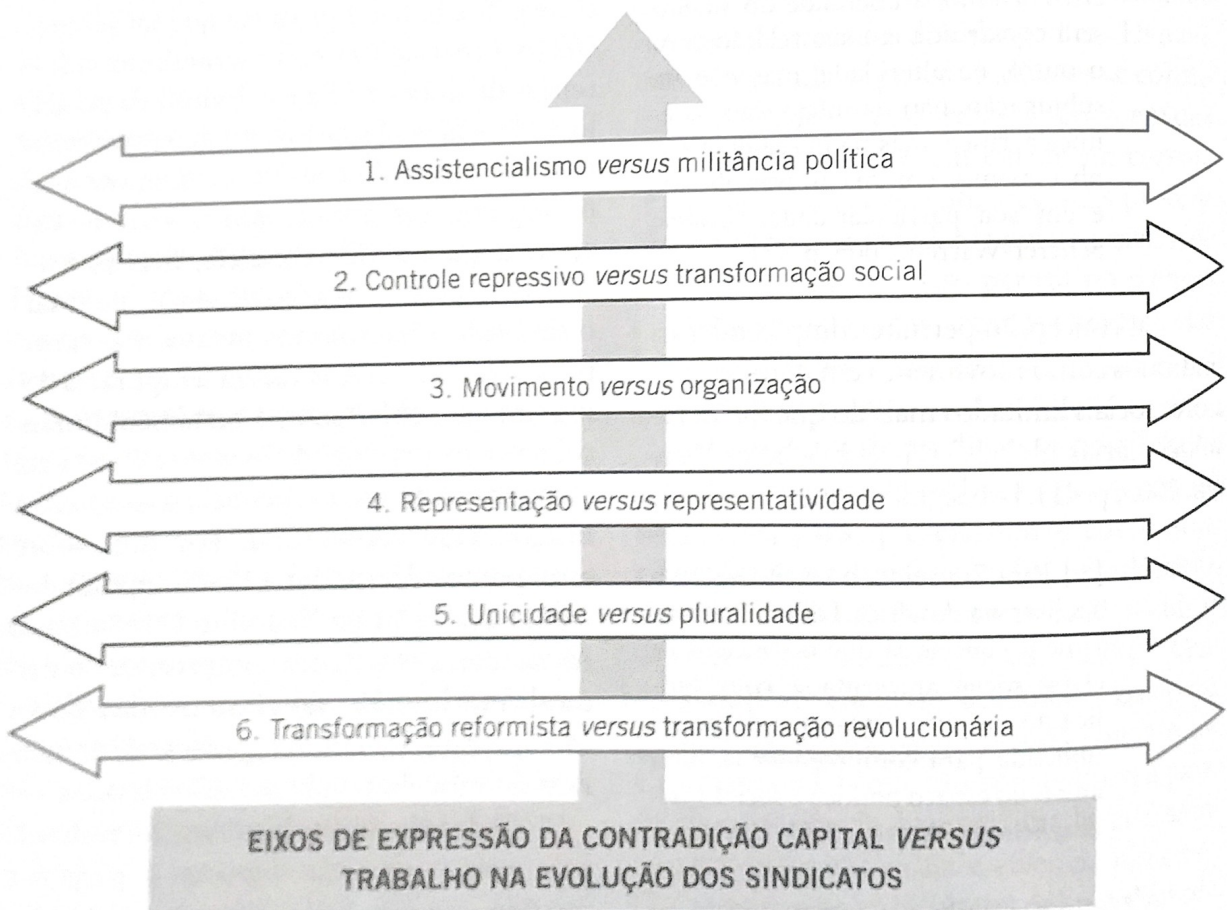 1. Assistencialismo versus militância política
2. Controle repressivo versus transformação social
3. Movimento versus organização
4. Representação versus representatividade
5. Unicidade versus pluralidade
6. Transformação reformista versus transformação revolucionária
EIXOS DE EXPRESSÃO DA CONTRADIÇÃO CAPITAL VERSUS
TRABALHO NA EVOLUÇÃO DOS SINDICATOS